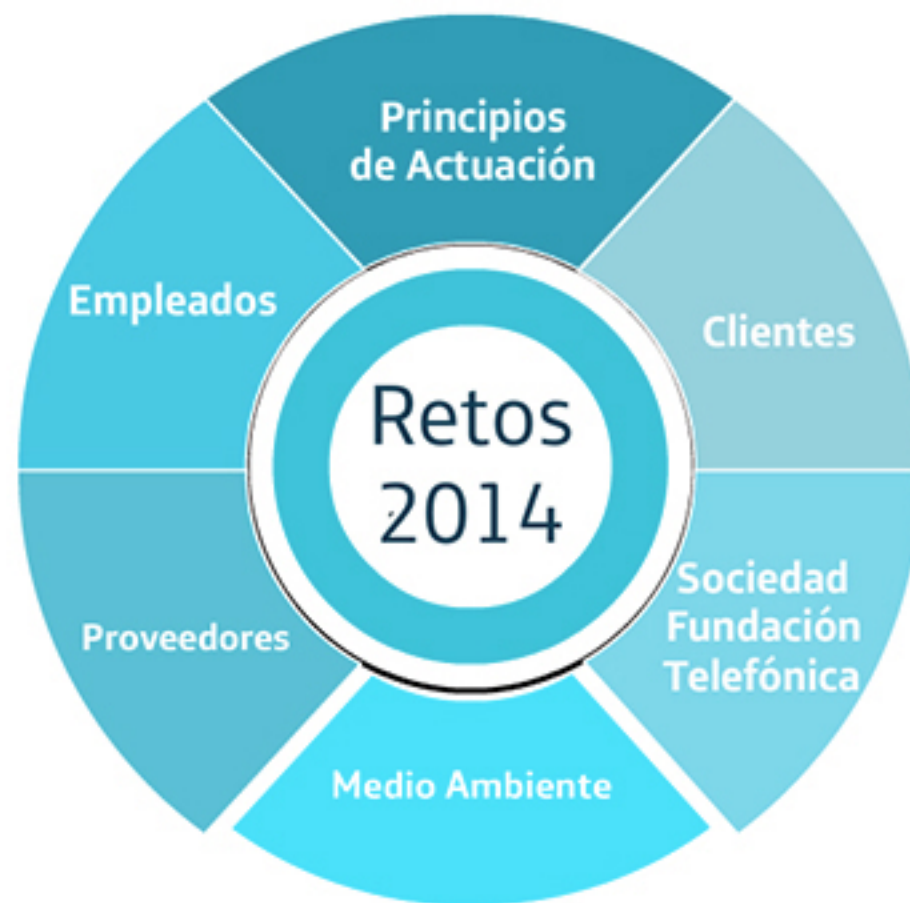 Principios
de Actuación
Empleados
Clientes
Retos
2014
Sociedad
Fundación
Telefónica
Proveedores
Medio Ambiente